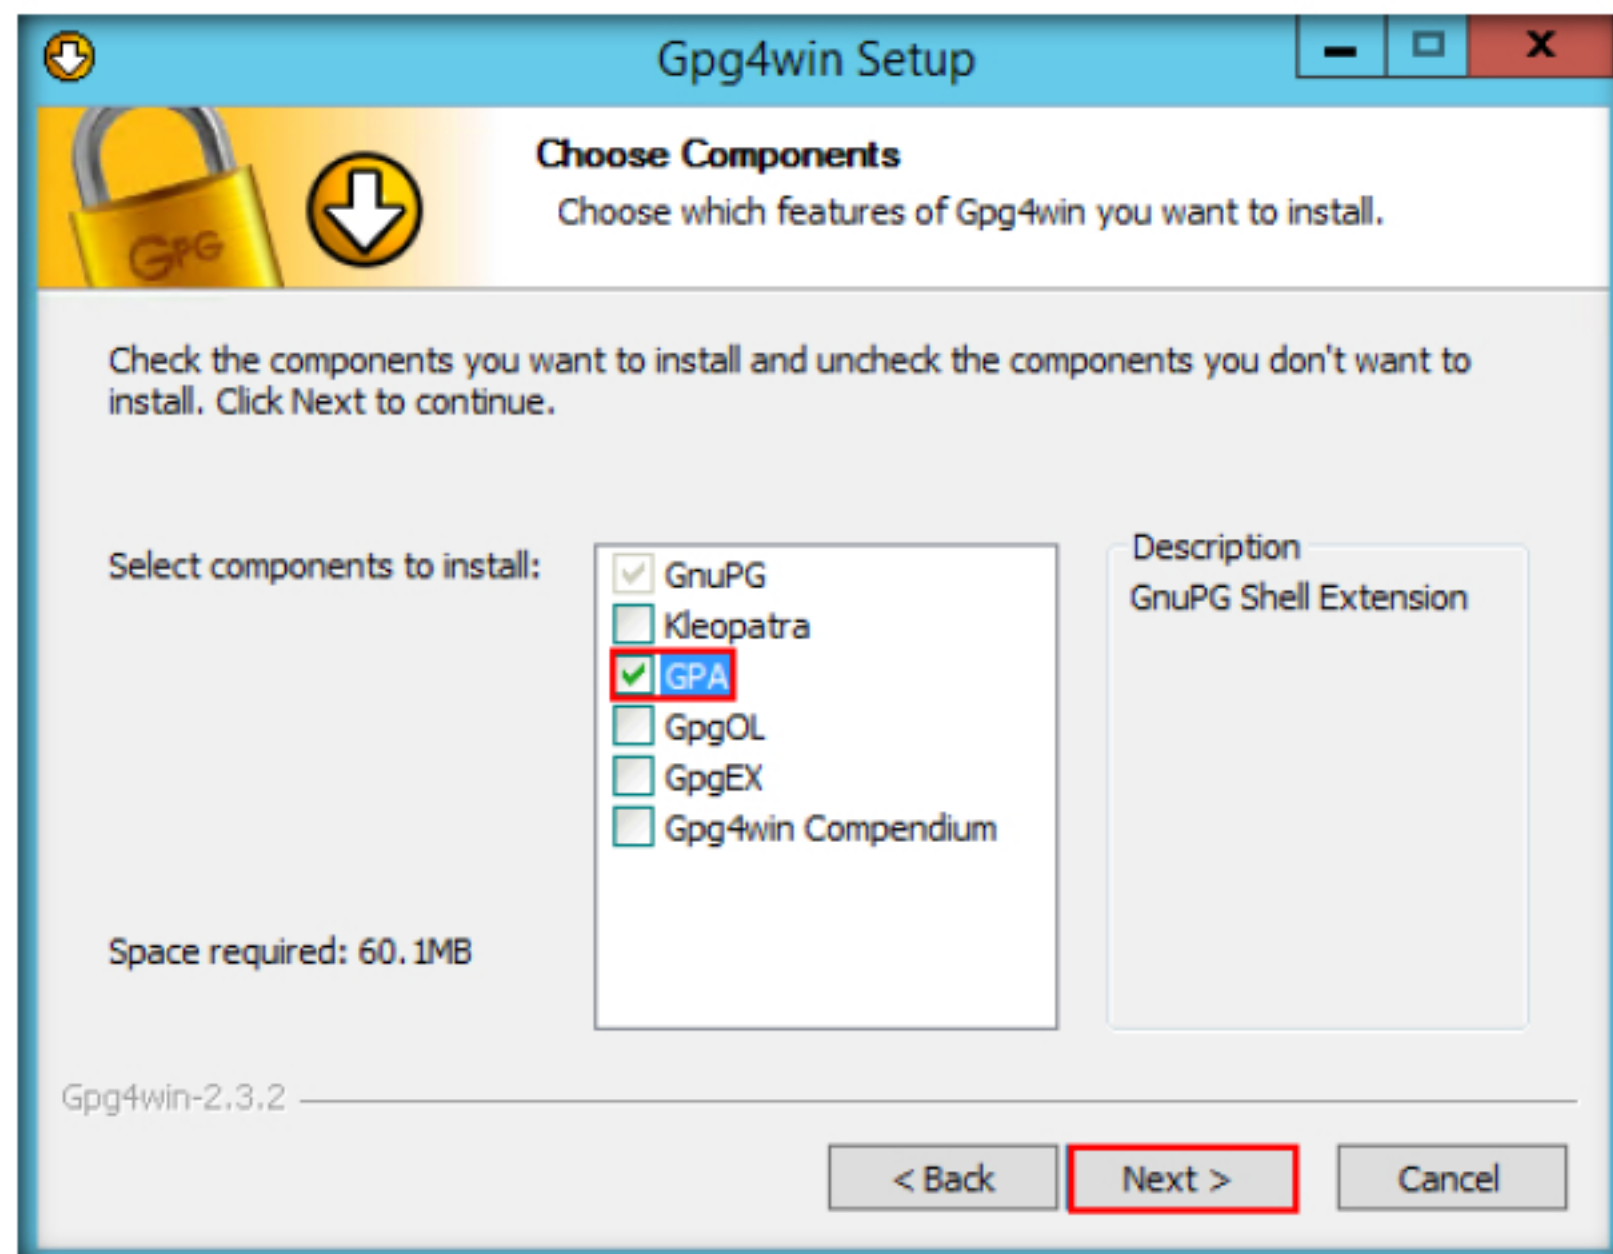 Gpg4win Setup
X
GPG
Choose Components
Choose which features of Gpg4win you want to install.
Check the components you want to install and uncheck the components you don't want to
install. Click Next to continue.
Select components to install:
GnuPG
Kleopatra
GPA
GpgOL
GpgEX
Gpg4win Compendium
Description
GnuPG Shell Extension
Space required: 60.1MB
Gpg4win-2.3.2
< Back
Next >
Cancel